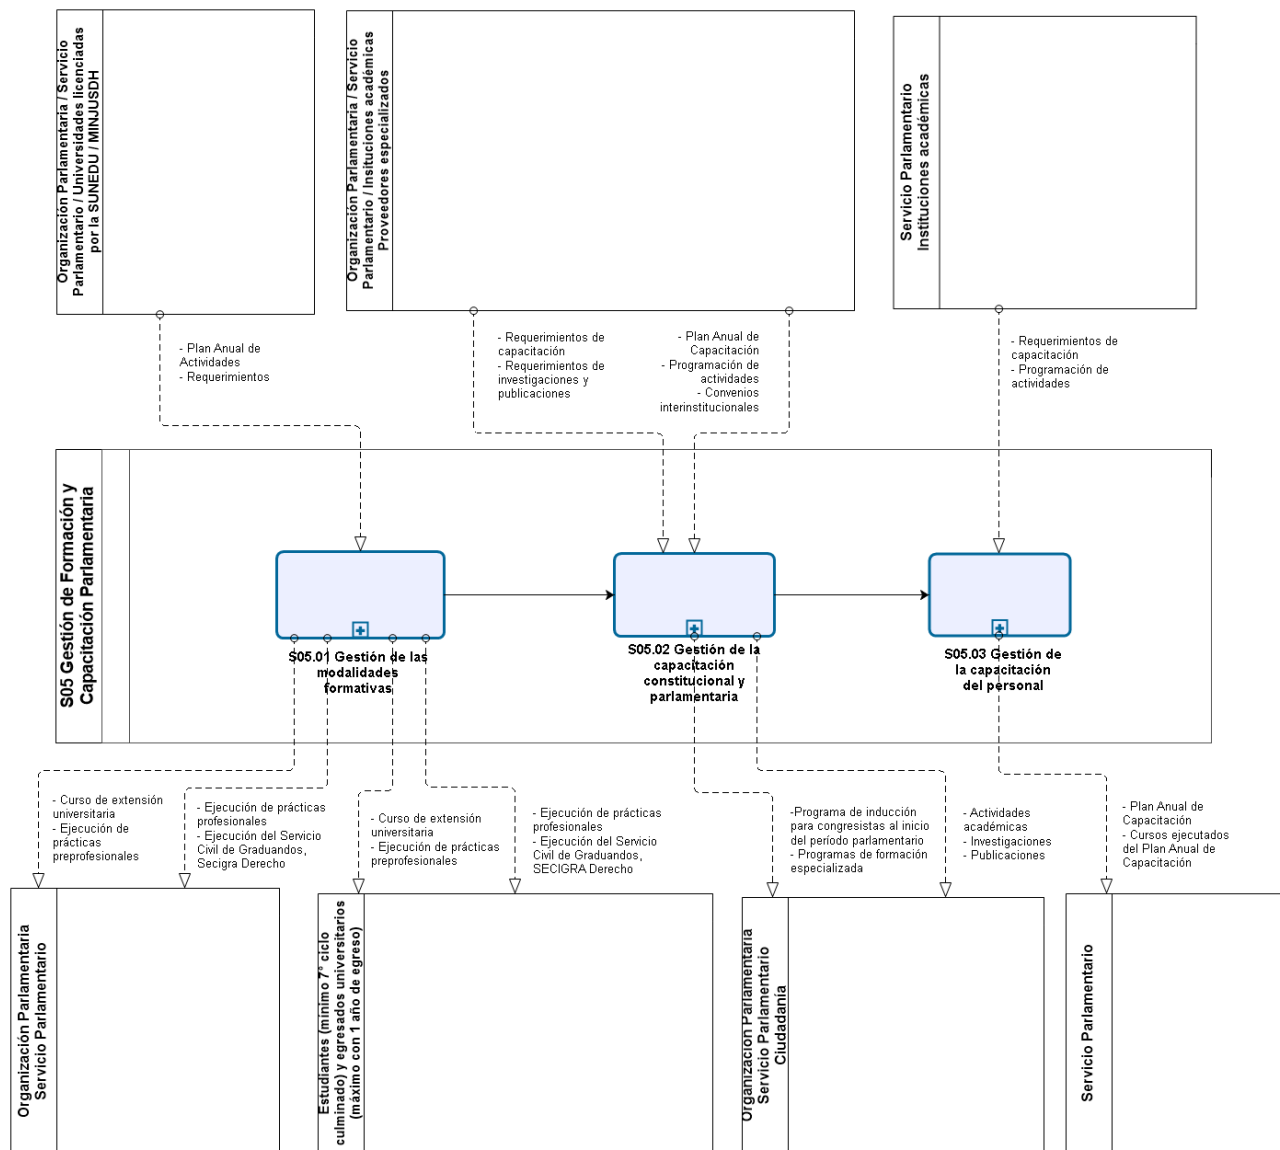 Organización Parlamentaria / Servicio
Parlamentario / Universidades licenciadas
por la SUNEDU / MINJUSDH
Organización Parlamentaria / Servicio
Parlamentario / Insituciones académicas
Proveedores especializados
Servicio Parlamentario
Instituciones académicas
- Plan Anual de
Actividades
- Requerimientos
- Requerimientos de
capacitación
- Requerimientos de
investigaciones y
publicaciones
- Plan Anual de
Capacitación
- Programación de
actividades
- Convenios
interinstitucionales
- Requerimientos de
capacitación
- Programación de
actividades
S05 Gestión de Formación y
Capacitación Parlamentaria
S05.01 Gestión de las
modalidades
formativas
S05.02 Gestión de la
capacitación
constitucional y
parlamentaria
S05.03 Gestión de
la capacitación
del personal
- Curso de extensión
universitaria
- Ejecución de
prácticas
preprofesionales
- Ejecución de prácticas
profesionales
- Ejecución del Servicio
Civil de Graduandos,
Secigra Derecho
- Curso de extensión
universitaria
- Ejecución de prácticas
preprofesionales
- Ejecución de prácticas
profesionales
- Ejecución del Servicio
Civil de Graduandos,
SECIGRA Derecho
-Programa de inducción
para congresistas al inicio
del período parlamentario
- Programas de formación
especializada
- Actividades
académicas
- Investigaciones
- Publicaciones
- Plan Anual de
Capacitación
- Cursos ejecutados
del Plan Anual de
Capacitación
Organización Parlamentaria
Servicio Parlamentario
Estudiantes (mínimo 7° ciclo
culminado) y egresados universitarios
(máximo con 1 año de egreso)
Organización Parlamentaria
Servicio Parlamentario
Ciudadanía
Servicio Parlamentario